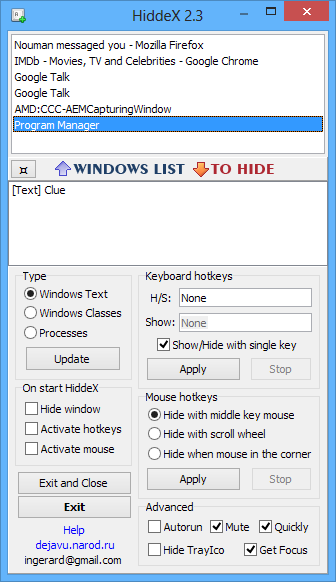 HiddeX 2.3
Nouman messaged you - Mozilla Firefox
IMDb - Movies, TV and Celebrities - Google Chrome
Google Talk
Google Talk
AMD:CCC-AEMCapturingWindow
Program Manager
¤ WINDOWS LIST TO HIDE
[Text] Clue
Type
Windows Text
Windows Classes
Processes
Update
On start HiddeX
Hide window
Activate hotkeys
Activate mouse
Exit and Close
Exit
Help
dejavu.narod.ru
ingerard@gmail.com
Keyboard hotkeys
H/S: None
Show: None
Show/Hide with single key
Apply Stop
Mouse hotkeys
Hide with middle key mouse
Hide with scroll wheel
Hide when mouse in the corner
Apply Stop
Advanced
Autorun Mute Quickly
Hide TrayIco Get Focus